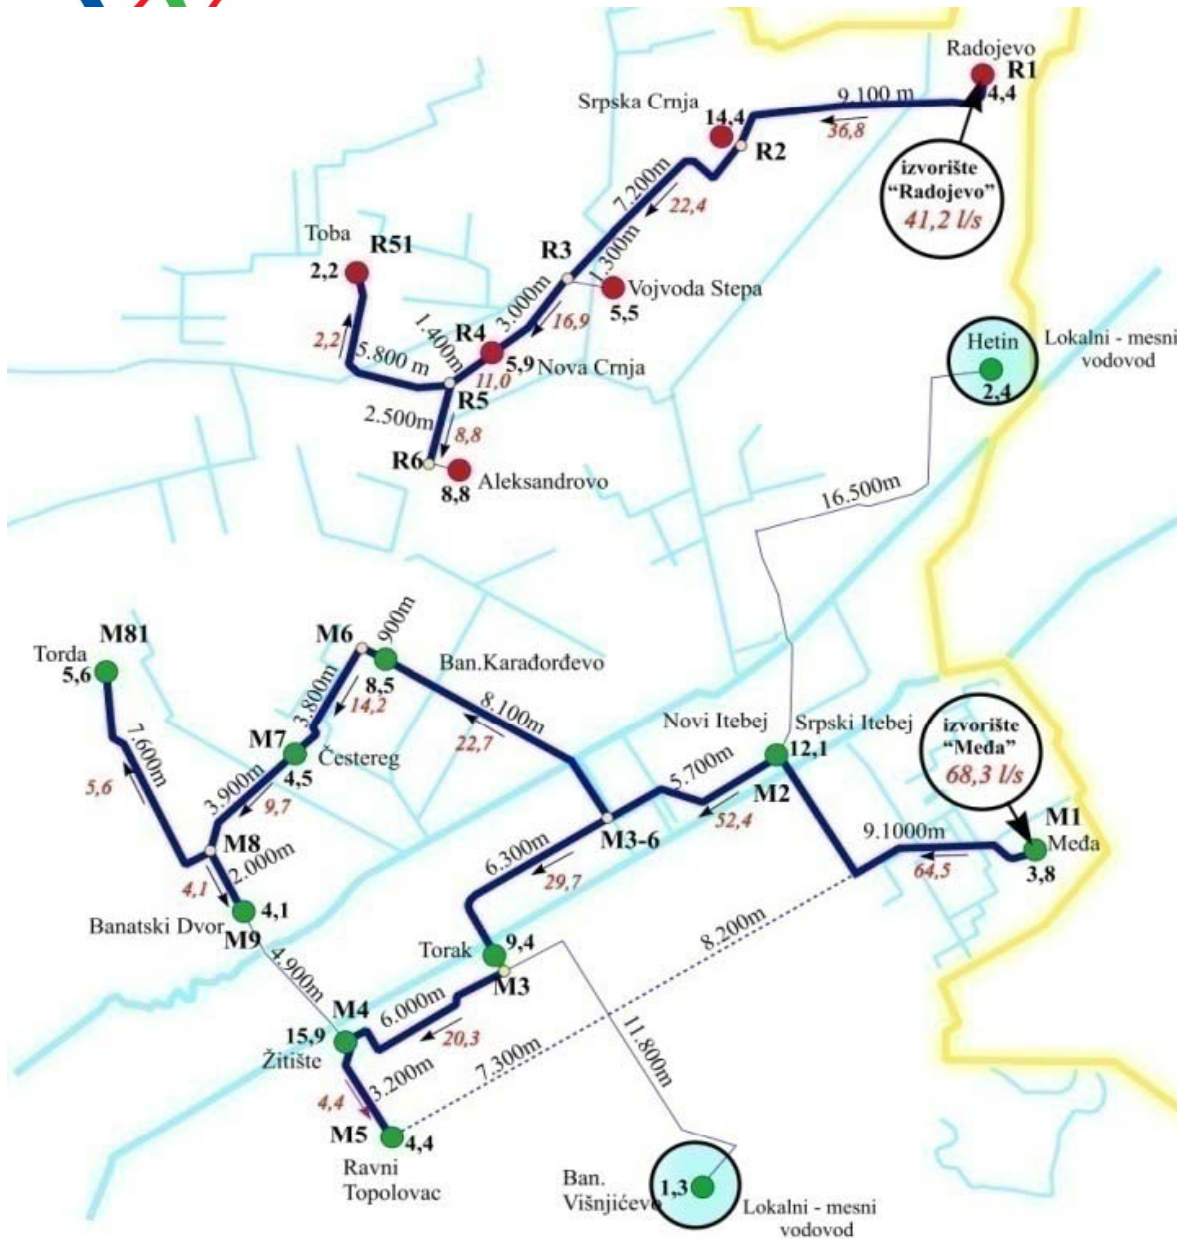 Radojevo
R1
4,4
9.100 m
36,8
Srpska Crnja
14,4
R2
izvorište
“Radojevo”
41,2 l/s
7.200m
22,4
Toba
R51
2,2
R3
1.300m
Vojvoda Stepa
5,5
3.000m
16,9
2,2
5.800 m
1.400m
R4
5,9
Nova Crnja
11,0
R5
2.500m
8,8
R6
Aleksandrovo
8,8
Hetin
2,4
Lokalni - mesni
vodovod
16.500m
M81
Torda
5,6
M6
900m
Ban.Karađorđevo
8,5
3.800m
14,2
8.100m
22,7
Novi Itebej
Srpski Itebej
12,1
izvorište
“Međa”
68,3 l/s
7.600m
5,6
M7
Čestereg
4,5
3.900m
9,7
5.700m
M2
52,4
M1
Međa
9.1000m
64,5
3,8
M8
2.000m
4,1
M3-6
6.300m
29,7
Banatski Dvor
4,1
M9
Torak
9,4
8.200m
4.900m
M4
6.000m
M3
15,9
20,3
Žitište
3.200m
7.300m
11.800m
4,4
M5
4,4
Ravni
Topolovac
Ban.
Višnjićevo
1,3
Lokalni - mesni
vodovod